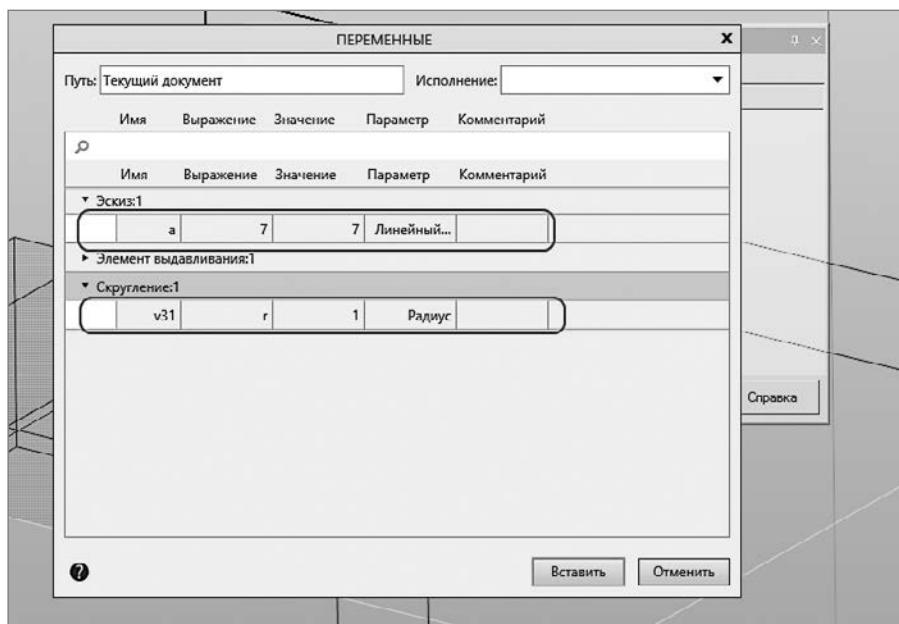 ПЕРЕМЕННЫЕ X
Путь: Текущий документ Исполнение:
Имя Выражение Значение Параметр Комментарий
Имя Выражение Значение Параметр Комментарий
Эскиз:1
a 7 7 Линейный...
Элемент выдавливания:1
Скругление:1
v31 r 1 Радиус
Справка
? Вставить Отменить